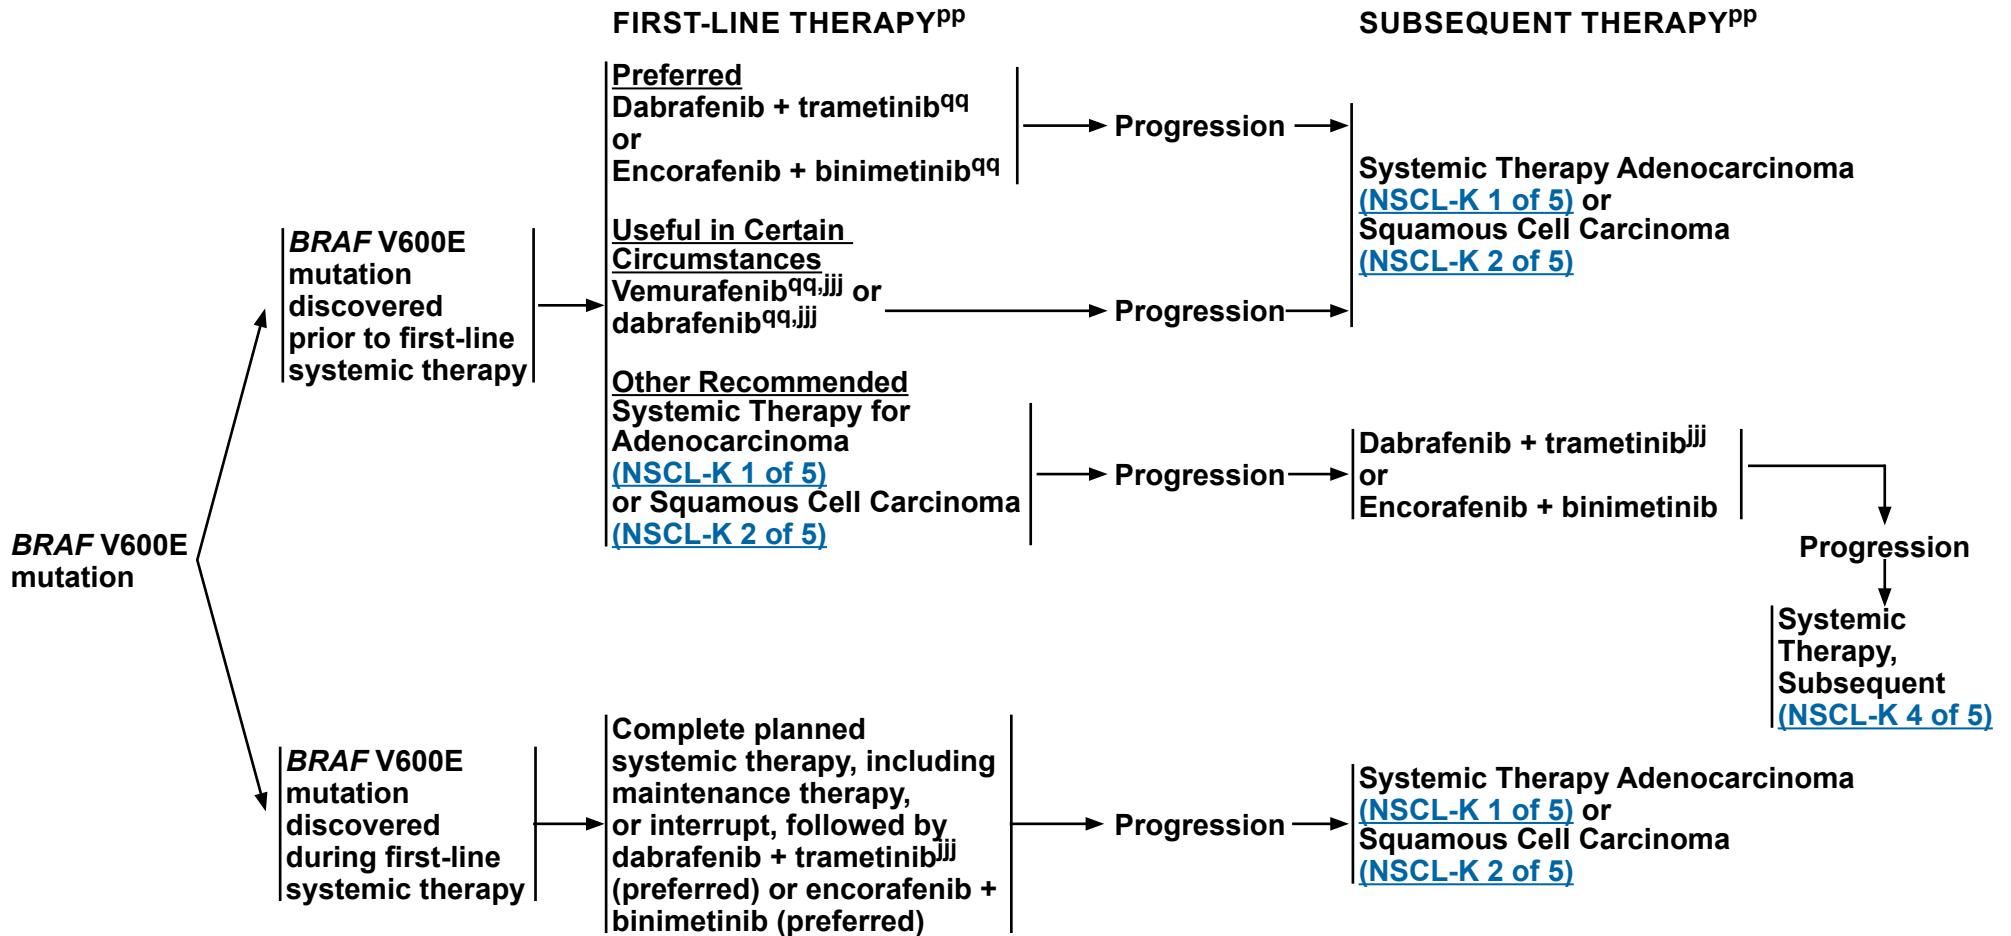 FIRST-LINE THERAPYpp
SUBSEQUENT THERAPYpp
BRAF V600E
mutation
BRAF V600E
mutation
discovered
prior to first-line
systemic therapy
Preferred
Dabrafenib + trametinibqq
or
Encorafenib + binimetinibqq
Progression
Useful in Certain
Circumstances
Vemurafenibqq,jjj or
dabrafenibqq,jjj
Progression
Systemic Therapy Adenocarcinoma
(NSCL-K 1 of 5) or
Squamous Cell Carcinoma
(NSCL-K 2 of 5)
Other Recommended
Systemic Therapy for
Adenocarcinoma
(NSCL-K 1 of 5)
or Squamous Cell Carcinoma
(NSCL-K 2 of 5)
Progression
Dabrafenib + trametinibjjj
or
Encorafenib + binimetinib
Progression
Systemic
Therapy,
Subsequent
(NSCL-K 4 of 5)
BRAF V600E
mutation
discovered
during first-line
systemic therapy
Complete planned
systemic therapy, including
maintenance therapy,
or interrupt, followed by
dabrafenib + trametinibjjj
(preferred) or encorafenib +
binimetinib (preferred)
Progression
Systemic Therapy Adenocarcinoma
(NSCL-K 1 of 5) or
Squamous Cell Carcinoma
(NSCL-K 2 of 5)